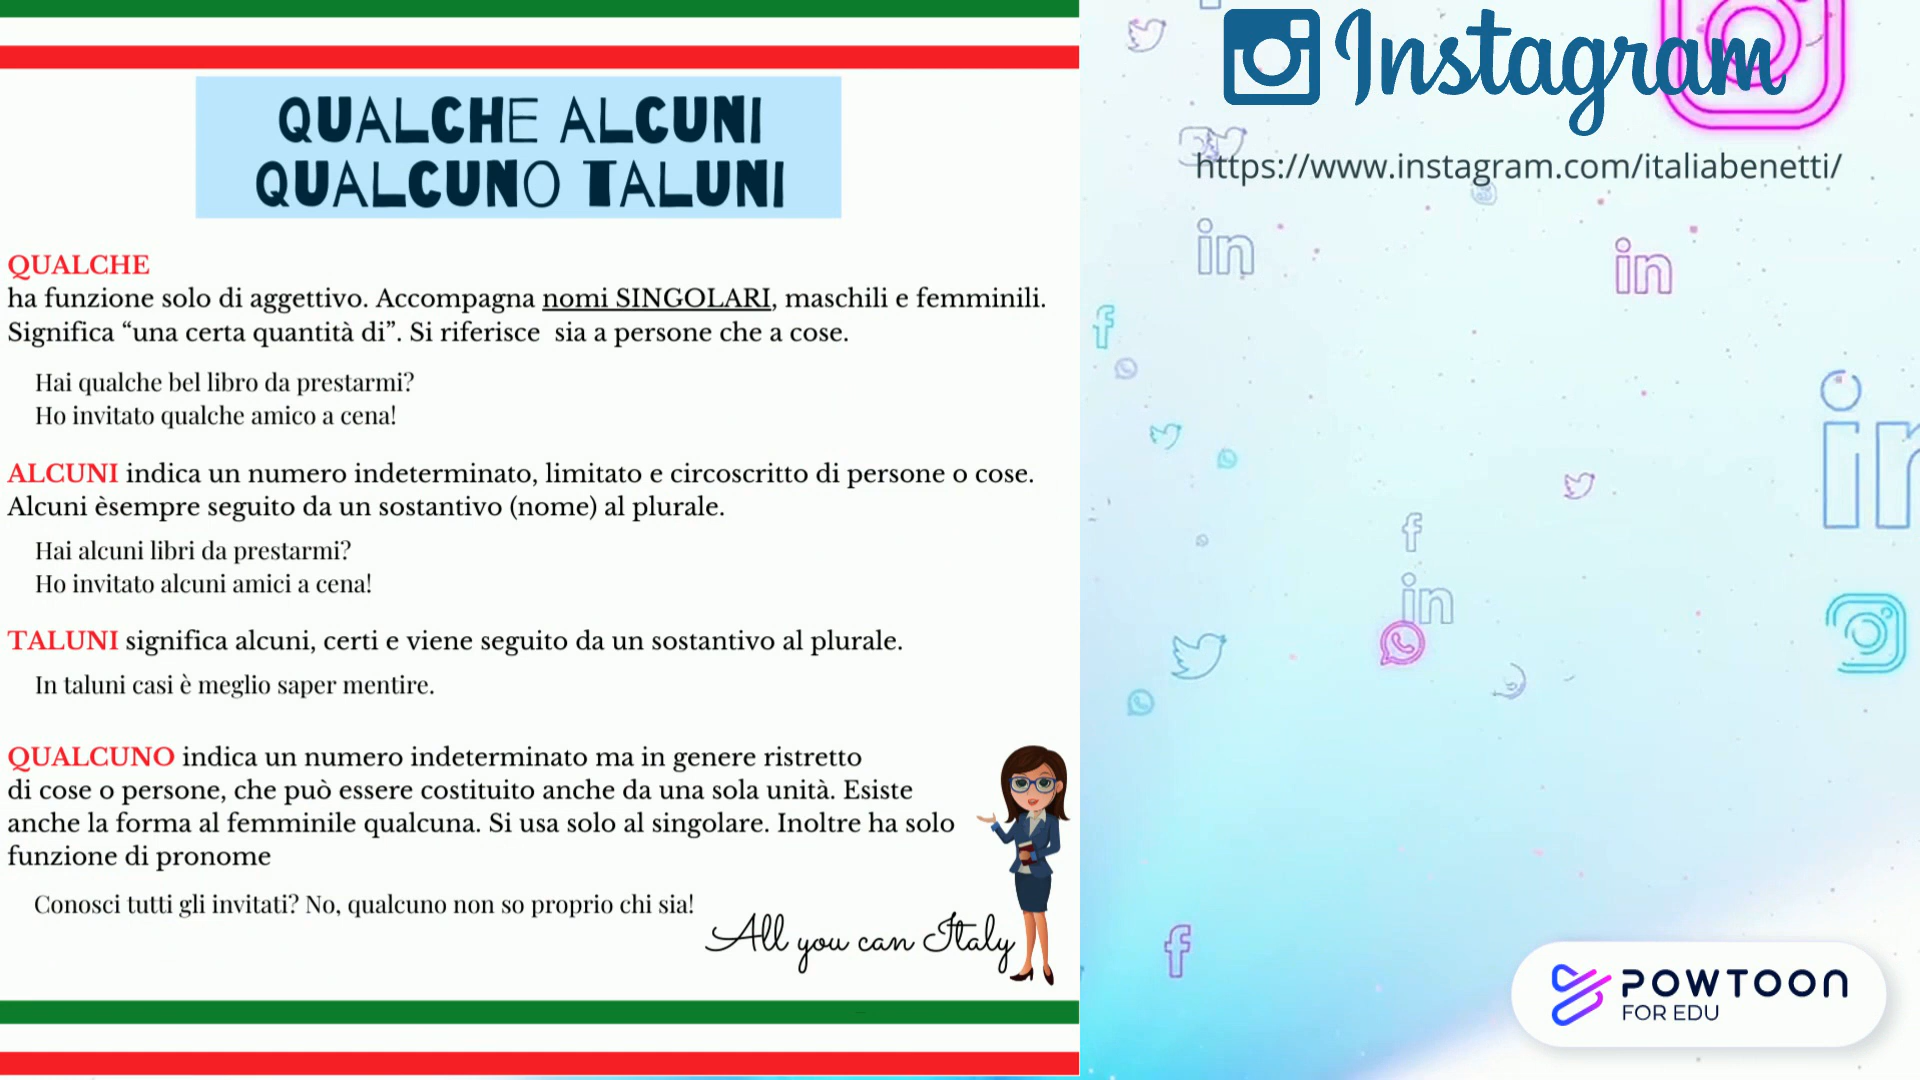 QUALCHE ALCUNI
QUALCUNO TALUNI
QUALCHE
ha funzione solo di aggettivo. Accompagna nomi SINGOLARI, maschili e femminili.
Significa “una certa quantità di”. Si riferisce  sia a persone che a cose.
Hai qualche bel libro da prestarmi?
Ho invitato qualche amico a cena!
ALCUNI indica un numero indeterminato, limitato e circoscritto di persone o cose.
Alcuni èsempre seguito da un sostantivo (nome) al plurale.
Hai alcuni libri da prestarmi?
Ho invitato alcuni amici a cena!
TALUNI significa alcuni, certi e viene seguito da un sostantivo al plurale.
In taluni casi è meglio saper mentire.
QUALCUNO indica un numero indeterminato ma in genere ristretto
di cose o persone, che può essere costituito anche da una sola unità. Esiste
anche la forma al femminile qualcuna. Si usa solo al singolare. Inoltre ha solo
funzione di pronome
Conosci tutti gli invitati? No, qualcuno non so proprio chi sia!
All you can Italy
Instagram
https://www.instagram.com/italiabenetti/
in
in
in
in
POWTOON
FOR EDU